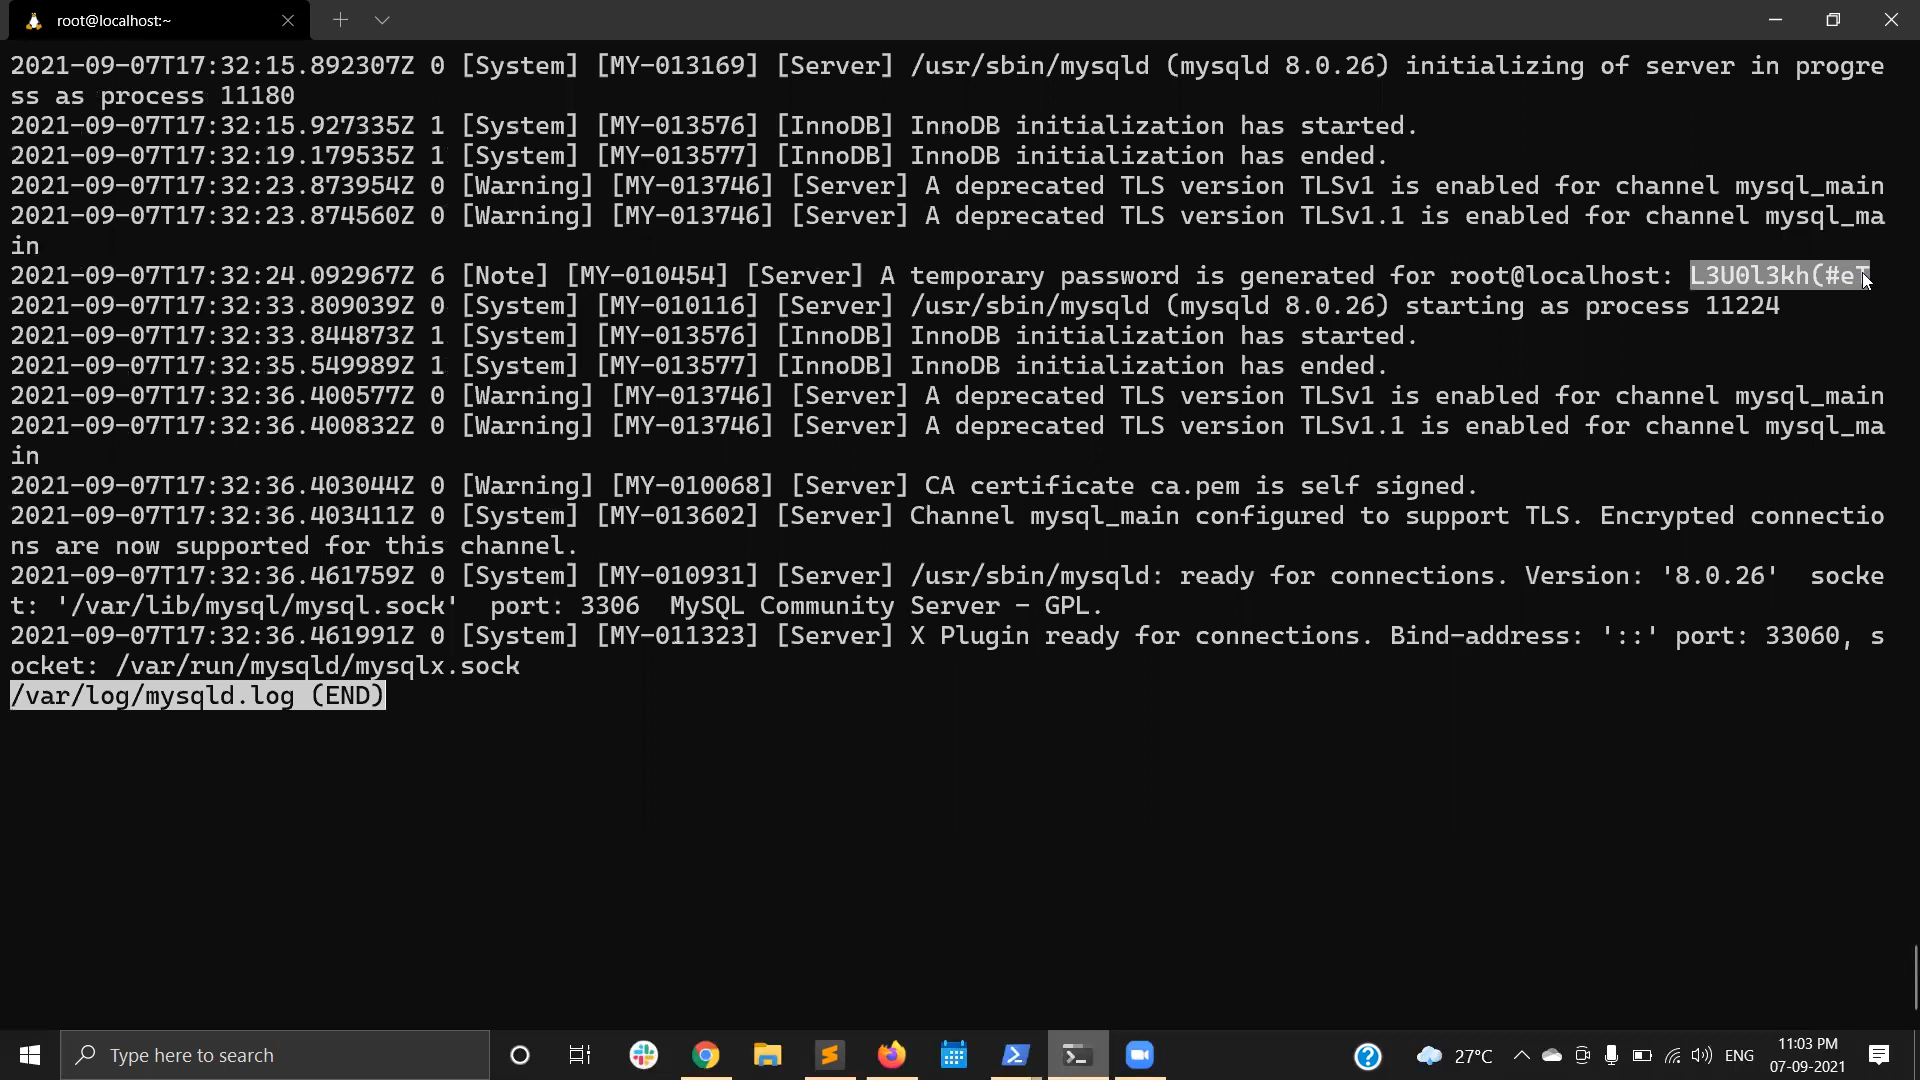 root@localhost:~
2021-09-07T17:32:15.892307Z 0 [System] [MY-013169] [Server] /usr/sbin/mysqld (mysqld 8.0.26) initializing of server in progre
ss as process 11180
2021-09-07T17:32:15.927335Z 1 [System] [MY-013576] [InnoDB] InnoDB initialization has started.
2021-09-07T17:32:19.179535Z 1 [System] [MY-013577] [InnoDB] InnoDB initialization has ended.
2021-09-07T17:32:23.873954Z 0 [Warning] [MY-013746] [Server] A deprecated TLS version TLSv1 is enabled for channel mysql_main
2021-09-07T17:32:23.874560Z 0 [Warning] [MY-013746] [Server] A deprecated TLS version TLSv1.1 is enabled for channel mysql_ma
in
2021-09-07T17:32:24.092967Z 6 [Note] [MY-010454] [Server] A temporary password is generated for root@localhost: L3U0l3kh(#eT
2021-09-07T17:32:33.809039Z 0 [System] [MY-010116] [Server] /usr/sbin/mysqld (mysqld 8.0.26) starting as process 11224
2021-09-07T17:32:33.844873Z 1 [System] [MY-013576] [InnoDB] InnoDB initialization has started.
2021-09-07T17:32:35.549989Z 1 [System] [MY-013577] [InnoDB] InnoDB initialization has ended.
2021-09-07T17:32:36.400577Z 0 [Warning] [MY-013746] [Server] A deprecated TLS version TLSv1 is enabled for channel mysql_main
2021-09-07T17:32:36.400832Z 0 [Warning] [MY-013746] [Server] A deprecated TLS version TLSv1.1 is enabled for channel mysql_ma
in
2021-09-07T17:32:36.403044Z 0 [Warning] [MY-010068] [Server] CA certificate ca.pem is self signed.
2021-09-07T17:32:36.403411Z 0 [System] [MY-013602] [Server] Channel mysql_main configured to support TLS. Encrypted connectio
ns are now supported for this channel.
2021-09-07T17:32:36.461759Z 0 [System] [MY-010931] [Server] /usr/sbin/mysqld: ready for connections. Version: '8.0.26'  socke
t: '/var/lib/mysql/mysql.sock'  port: 3306  MySQL Community Server - GPL.
2021-09-07T17:32:36.461991Z 0 [System] [MY-011323] [Server] X Plugin ready for connections. Bind-address: '::' port: 33060, s
ocket: /var/run/mysqld/mysqlx.sock
/var/log/mysqld.log (END)
Type here to search
27°C
ENG
11:03 PM
07-09-2021